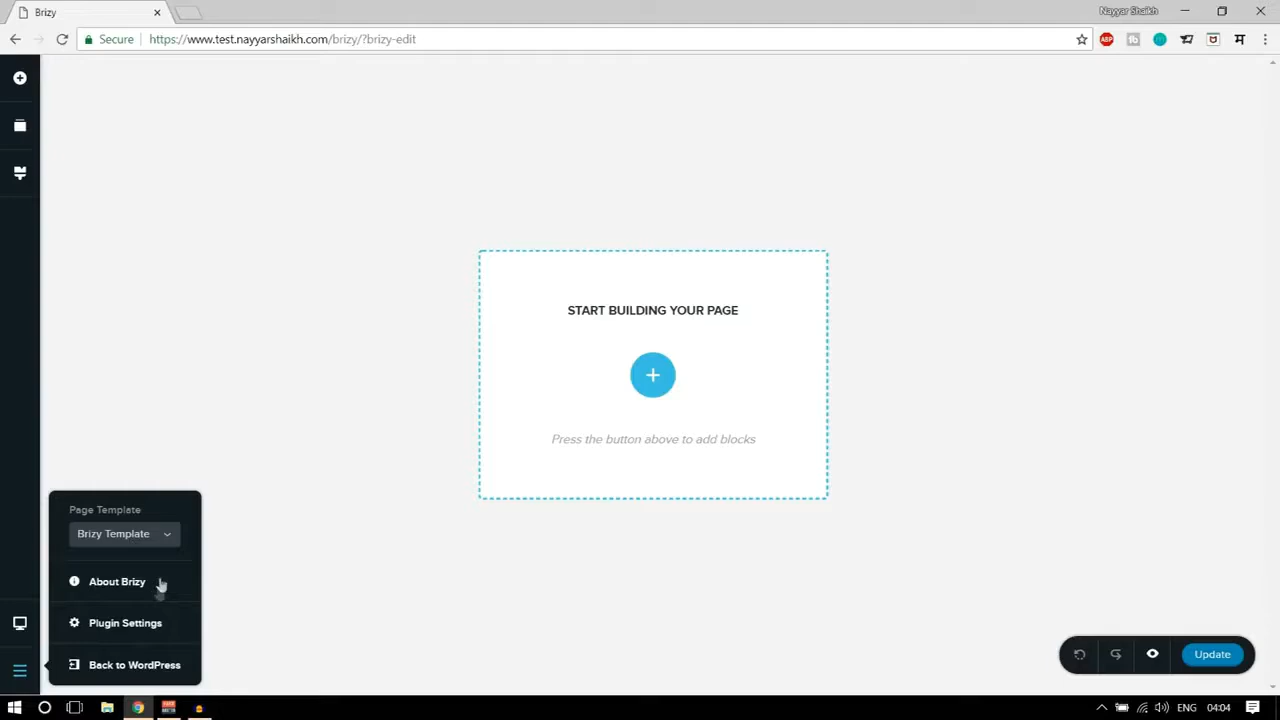 Brizy
Nayyar Shaikh
Secure
https://www.test.nayyarshaikh.com/brizy/?brizy-edit
ABP
START BUILDING YOUR PAGE
Press the button above to add blocks
Page Template
Brizy Template
About Brizy
Plugin Settings
Back to WordPress
Update
ENG
04:04